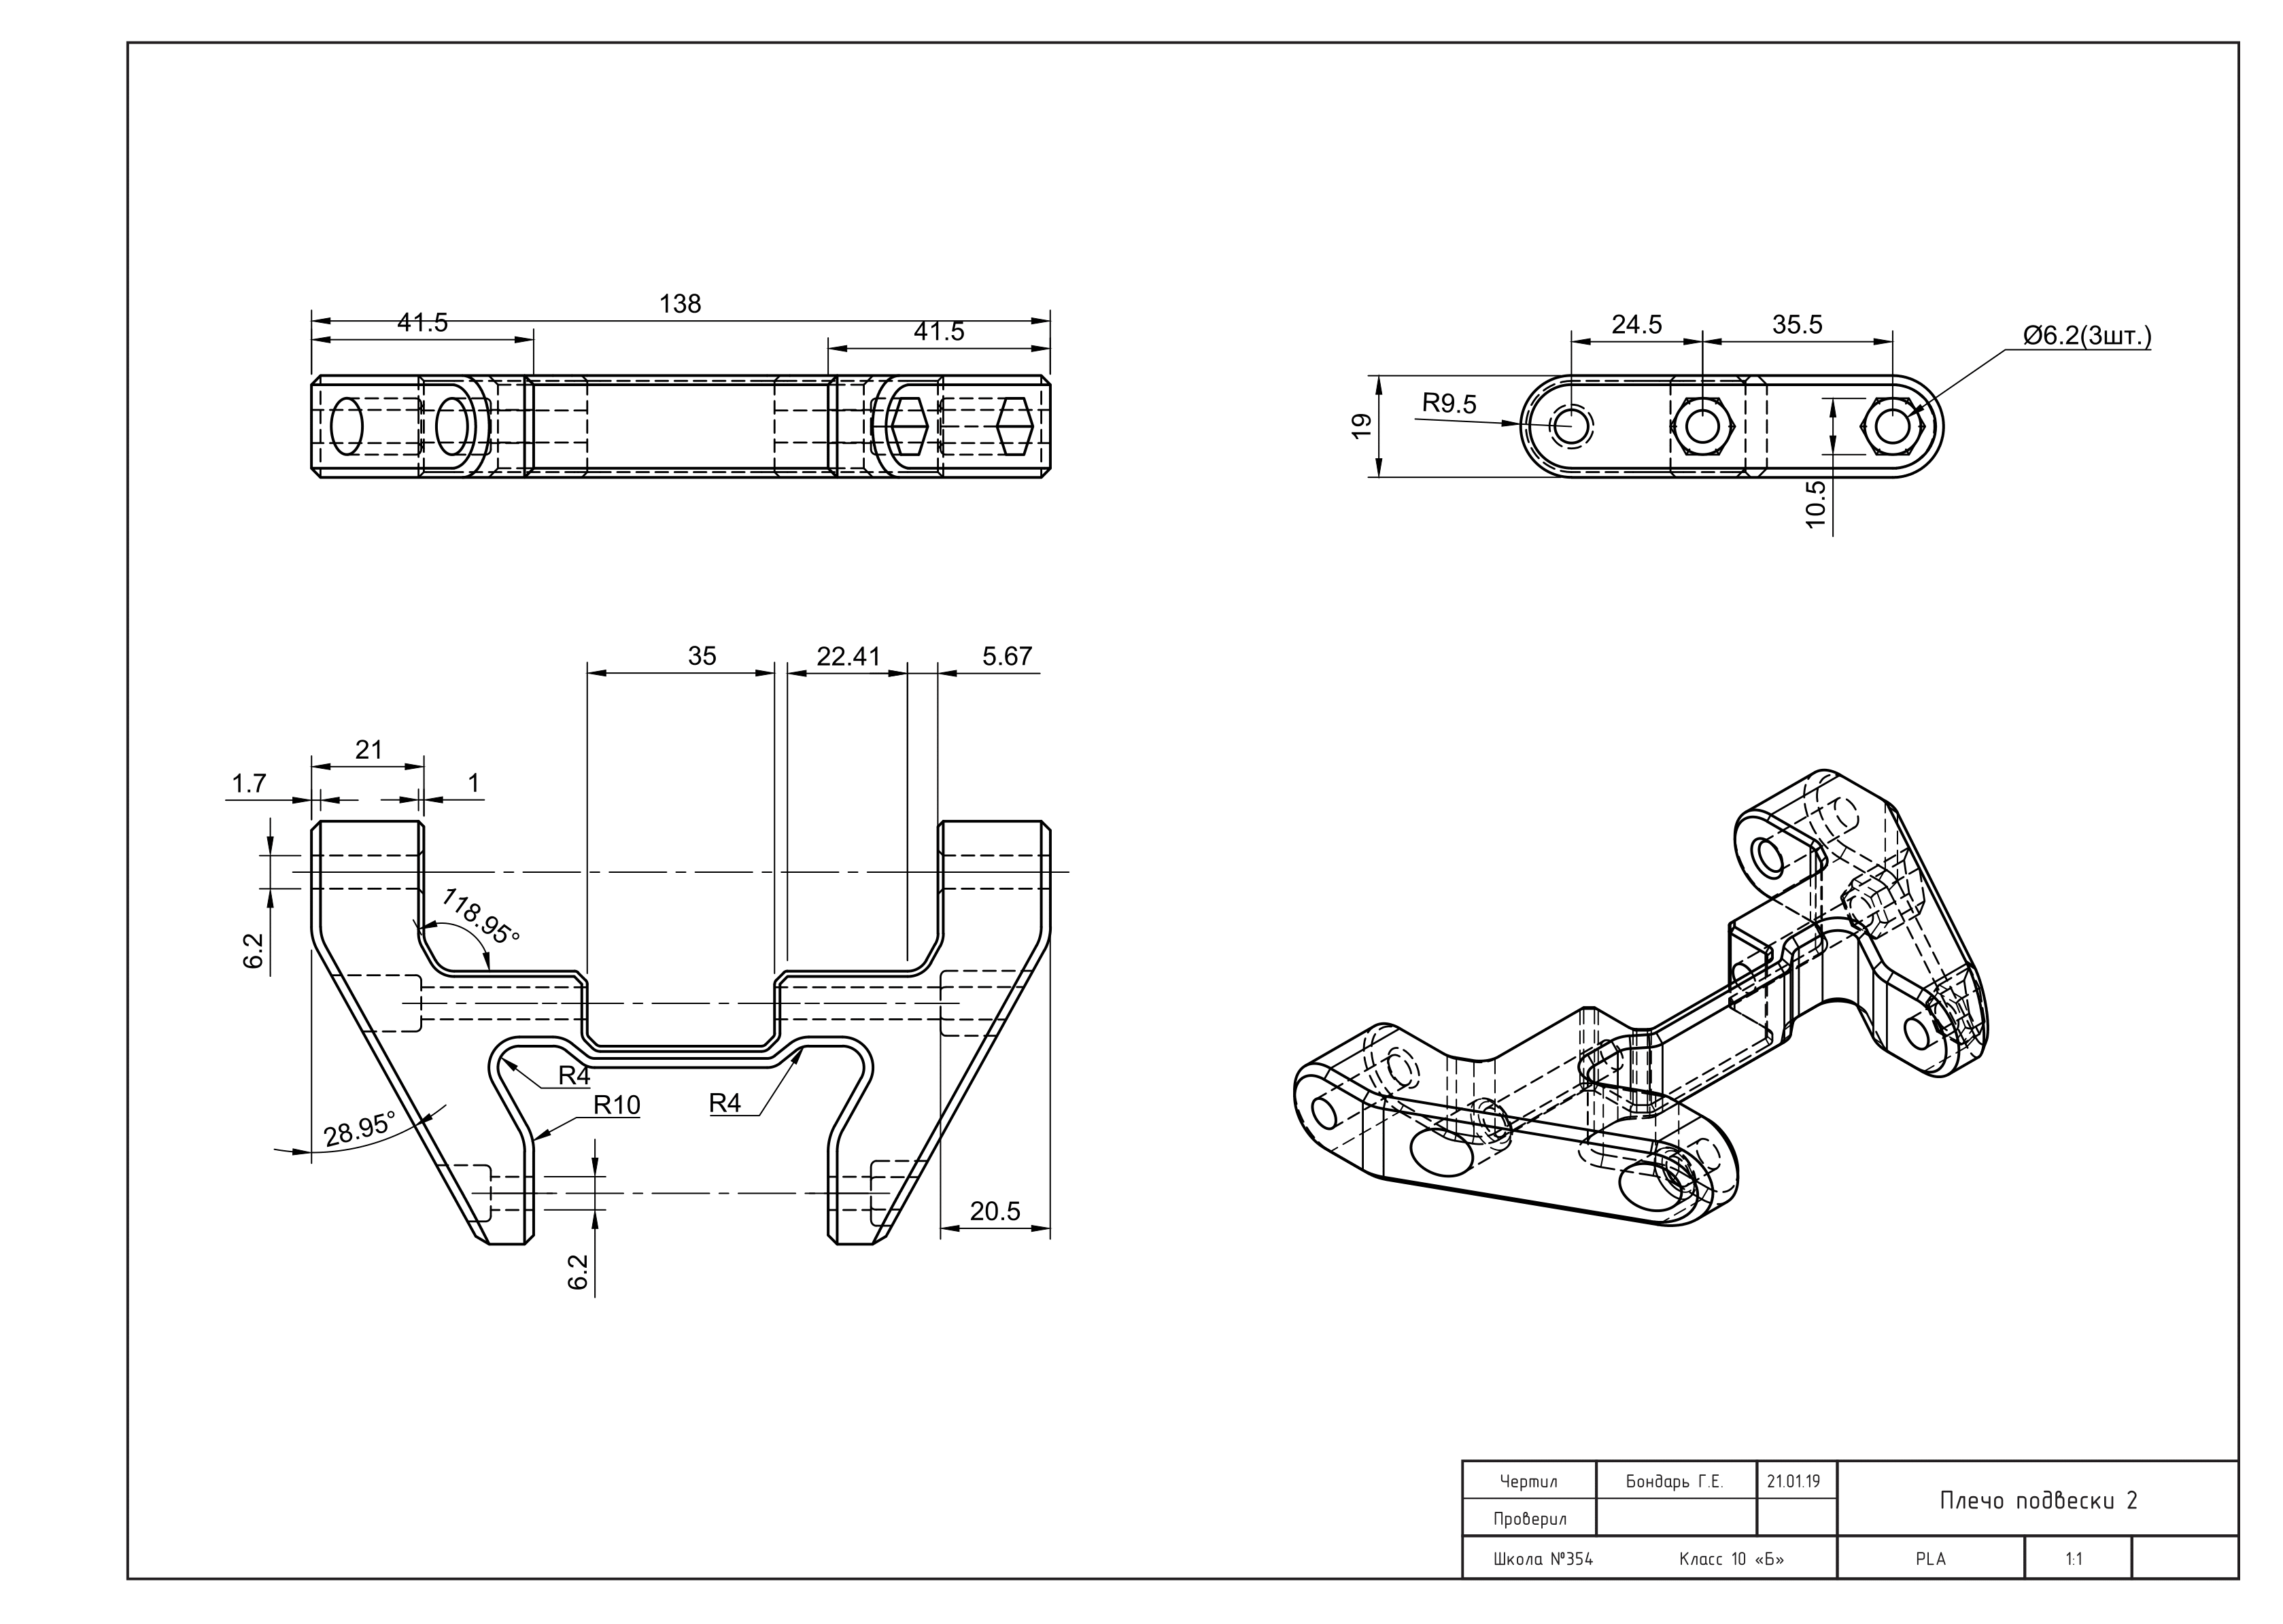 138
41.5
41.5
24.5
35.5
Ø6.2(3шт.)
R9.5
19
10.5
35
22.41
5.67
21
1.7
1
118.95°
6.2
R4
R10
R4
28.95°
20.5
6.2
Чертил Бондарь Г.Е. 21.01.19
Плечо подвески 2
Проверил
Школа №354 Класс 10 «Б» PLA 1:1